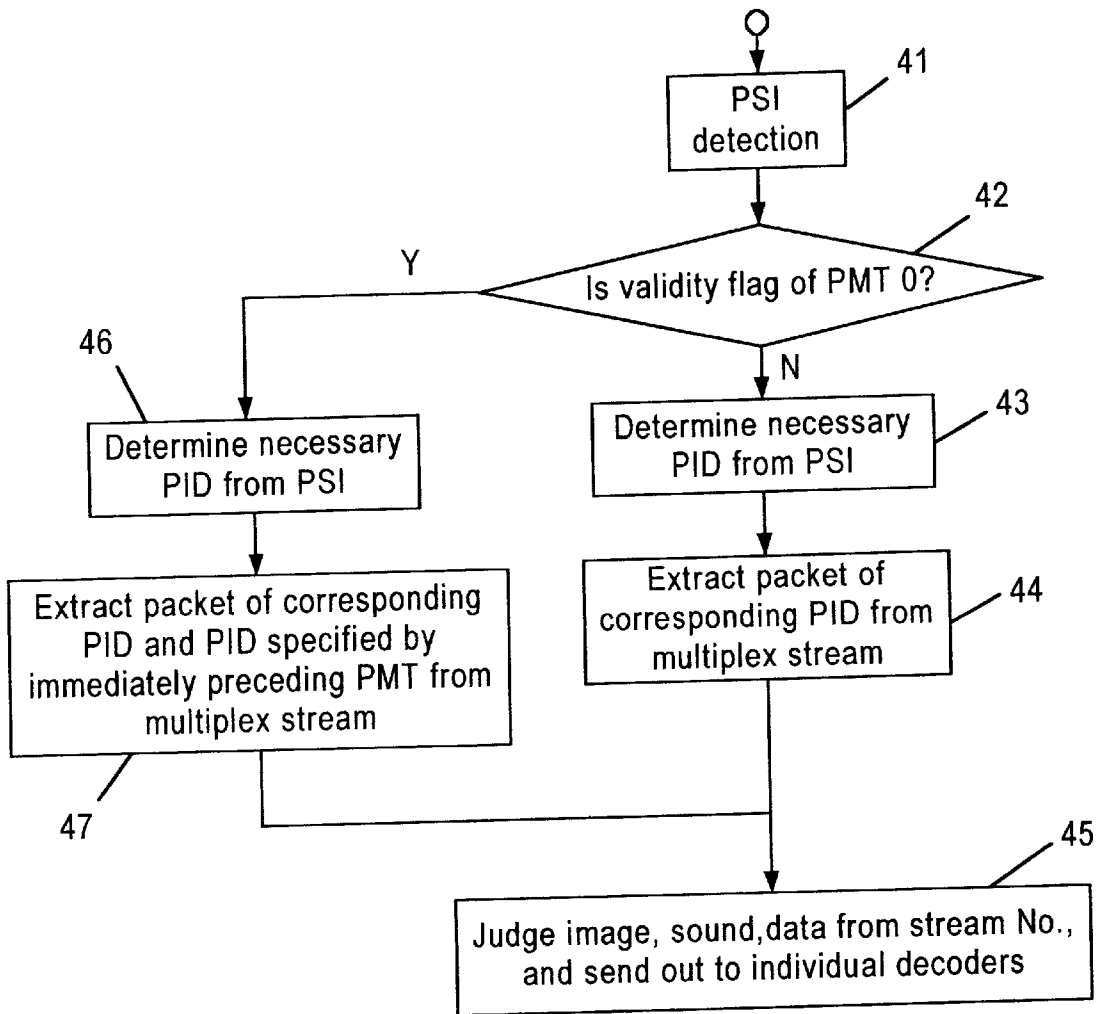 41
PSI
detection
42
Is validity flag of PMT 0?
Y
N
46
Determine necessary
PID from PSI
43
Determine necessary
PID from PSI
Extract packet of corresponding
PID and PID specified by
immediately preceding PMT from
multiplex stream
47
Extract packet of
corresponding PID from
multiplex stream
44
45
Judge image, sound,data from stream No.,
and send out to individual decoders